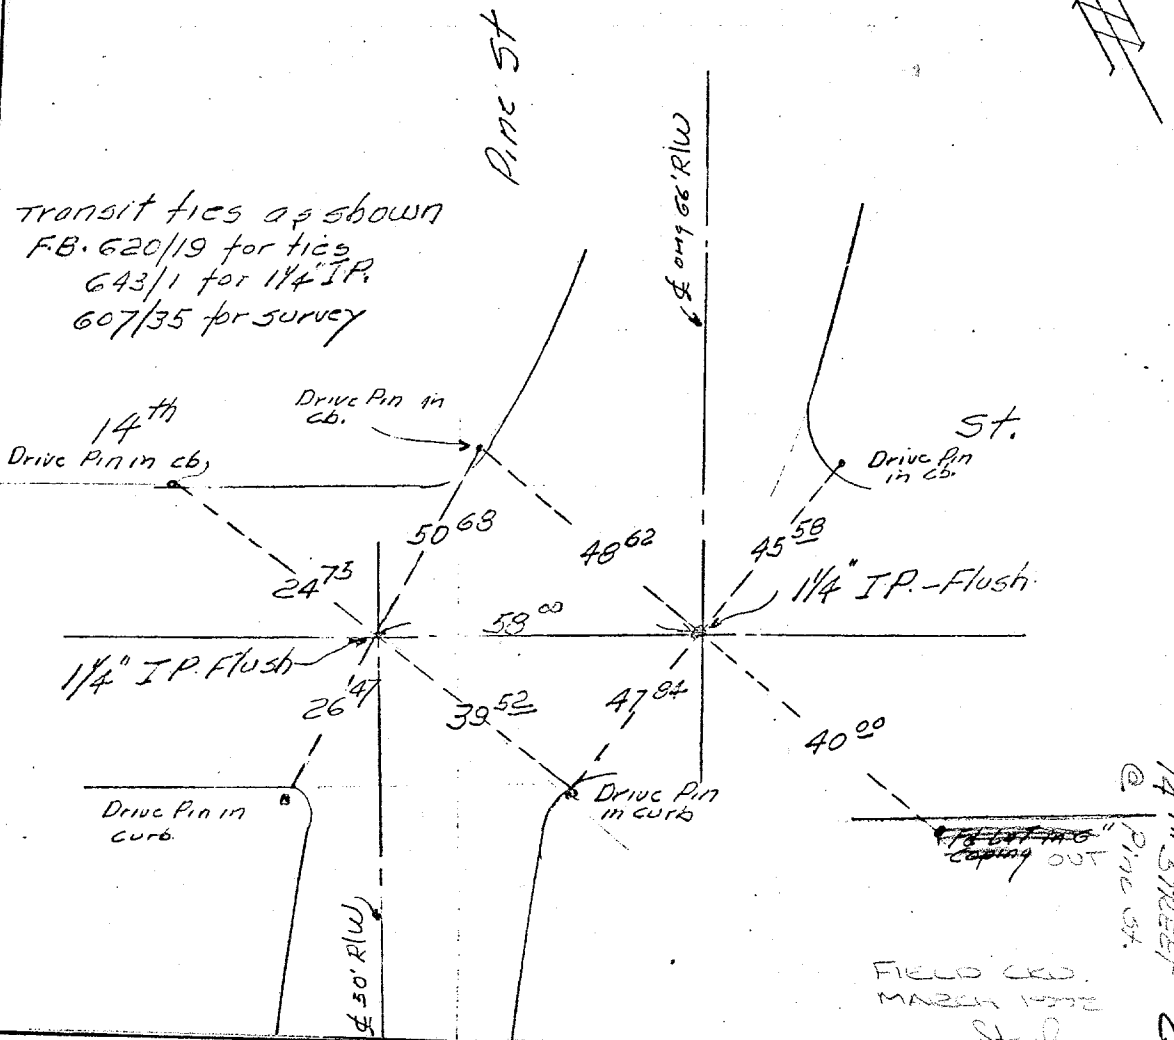 Pine St
℄ orig 66' R/W
Transit ties as shown
F.B. 620/19 for ties
643/1 for 1¼" I.P.
607/35 for survey
14th
St.
Drive Pin in cb.
Drive Pin in
cb.
Drive Pin
in cb.
50 68
48 62
45 58
24 73
58 00
1¼" I.P. - Flush
1¼" I.P. Flush
26 47
39 52
47 84
40 00
Drive Pin in
curb
Drive Pin
in curb
Coping OUT
℄ 30' R/W
14th STREET
@ Pine St.
FIELD CKD.
MARCH